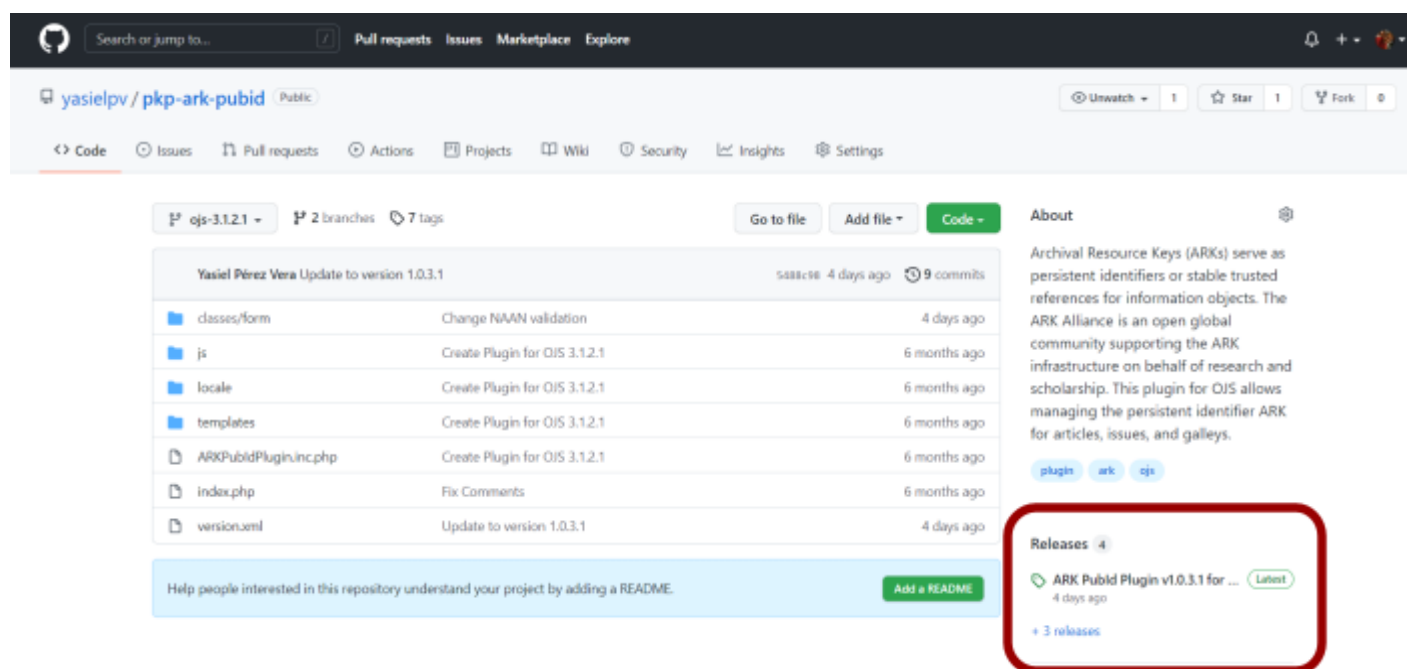 Search or jump to... / Pull requests Issues Marketplace Explore
yasielpv / pkp-ark-pubid Public
Unwatch 1 Star 1 Fork 0
<> Code Issues Pull requests Actions Projects Wiki Security Insights Settings
ojs-3.1.2.1 2 branches 7 tags Go to file Add file Code
Yasiel Pérez Vera Update to version 1.0.3.1 4 days ago 9 commits
classes/form Change NAAN validation 4 days ago
js Create Plugin for OJS 3.1.2.1 6 months ago
locale Create Plugin for OJS 3.1.2.1 6 months ago
templates Create Plugin for OJS 3.1.2.1 6 months ago
ARKPubIdPlugin.inc.php Create Plugin for OJS 3.1.2.1 6 months ago
index.php Fix Comments 6 months ago
version.xml Update to version 1.0.3.1 4 days ago
Help people interested in this repository understand your project by adding a README. Add a README
About
Archival Resource Keys (ARKs) serve as
persistent identifiers or stable trusted
references for information objects. The
ARK Alliance is an open global
community supporting the ARK
infrastructure on behalf of research and
scholarship. This plugin for OJS allows
managing the persistent identifier ARK
for articles, issues, and galleys.
plugin ark ojs
Releases 4
ARK PubId Plugin v1.0.3.1 for ... Latest
4 days ago
+ 3 releases